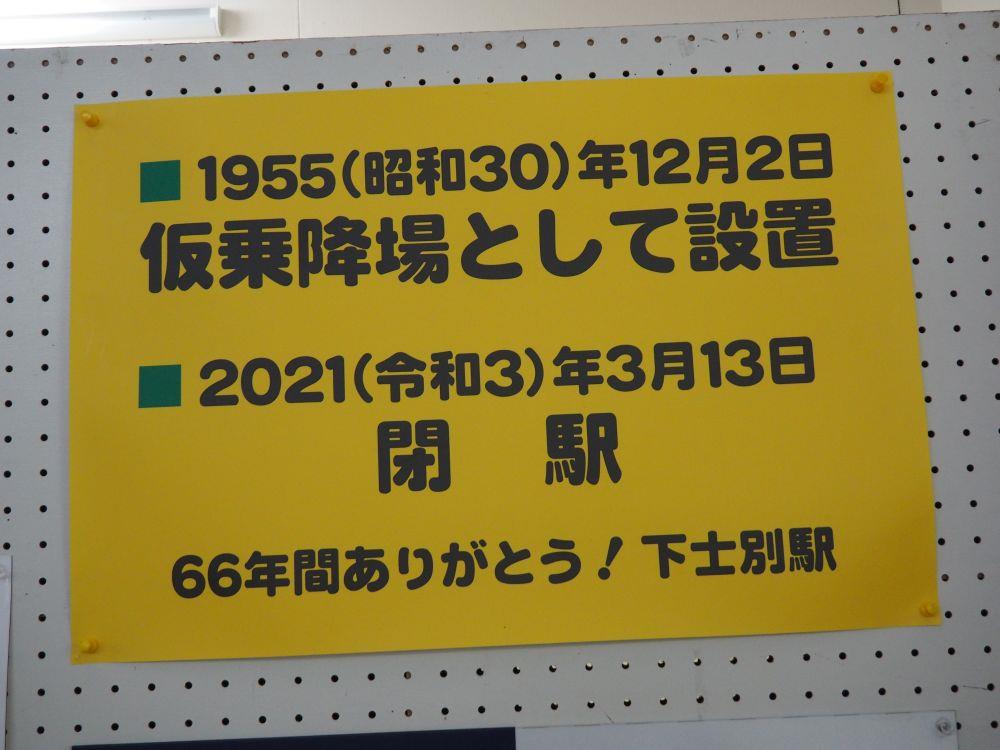 ■1955(昭和30)年12月2日
仮乗降場として設置
■2021(令和3)年3月13日
閉 駅
66年間ありがとう! 下士別駅